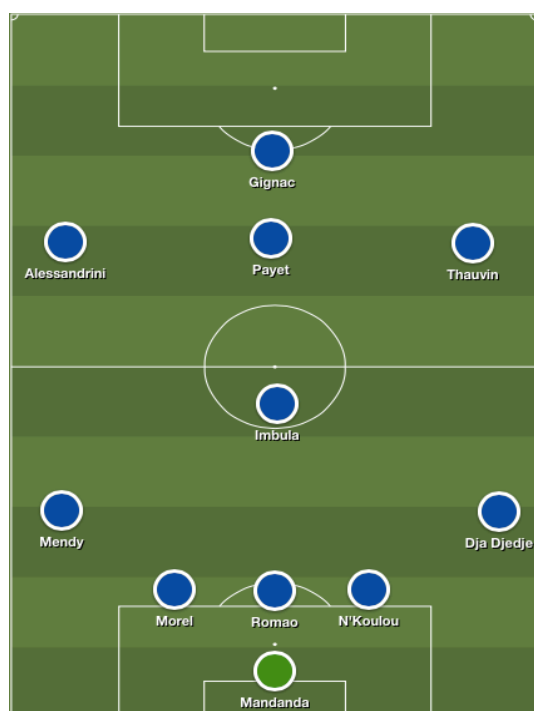 Gignac
Alessandrini
Payet
Thauvin
Imbula
Mendy
Dja Djedje
Morel
Romao
N'Koulou
Mandanda